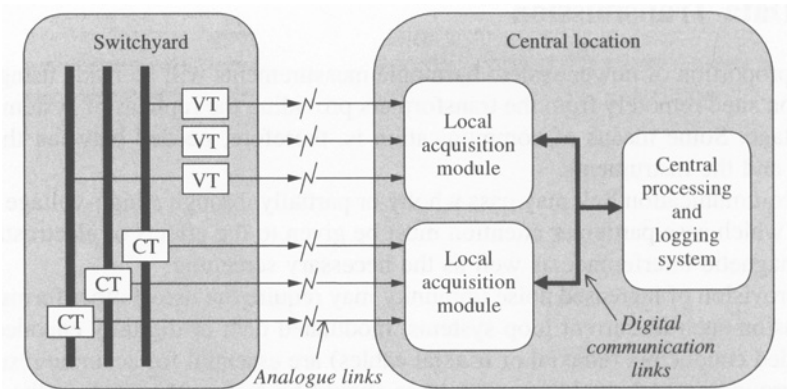 Switchyard
Central location
VT
VT
VT
CT
CT
CT
Local
acquisition
module
Local
acquisition
module
Central
processing
and
logging
system
Analogue links
Digital
communication
links